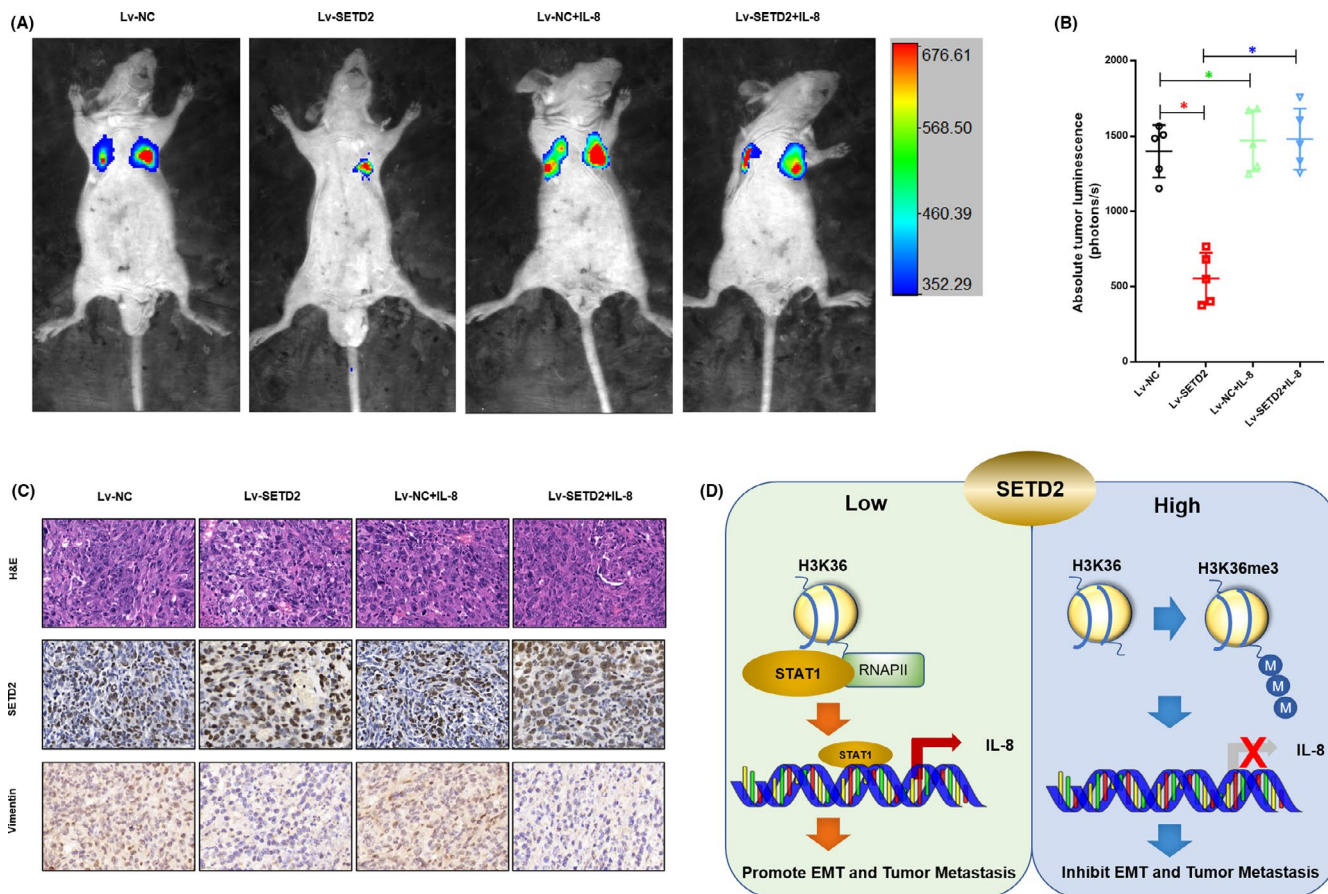 (A)
Lv-NC
Lv-SETD2
Lv-NC+IL-8
Lv-SETD2+IL-8
676.61
568.50
460.39
352.29
(B)
Absolute tumor luminescence
(photons/s)
2000
1500
1000
500
0
*
*
*
Lv-NC
Lv-SETD2
Lv-NC+IL-8
Lv-SETD2+IL-8
(C)
Lv-NC
Lv-SETD2
Lv-NC+IL-8
Lv-SETD2+IL-8
H&E
SETD2
Vimentin
(D)
SETD2
Low
High
H3K36
STAT1
RNAPII
STAT1
IL-8
Promote EMT and Tumor Metastasis
H3K36
H3K36me3
M
M
M
X
IL-8
Inhibit EMT and Tumor Metastasis